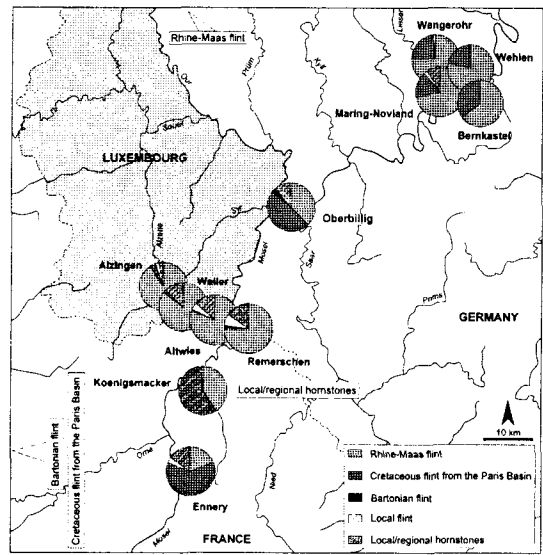 Rhine-Maas flint
Wangerohr
Wehlen
Lieser
Prüm
Kyll
Our
Maring-Noviand
Bernkastel
Sauer
LUXEMBOURG
Oberbillig
Syr
Alzette
Mosel
Saar
Alzingen
Weiler
Prims
GERMANY
Altwies
Remerschen
Koenigsmacker
Local/regional hornstones
10 km
Bartonian flint
Cretaceous flint from the Paris Basin
Orne
Nied
Ennery
Mosel
FRANCE
Rhine-Maas flint
Cretaceous flint from the Paris Basin
Bartonian flint
Local flint
Local/regional hornstones